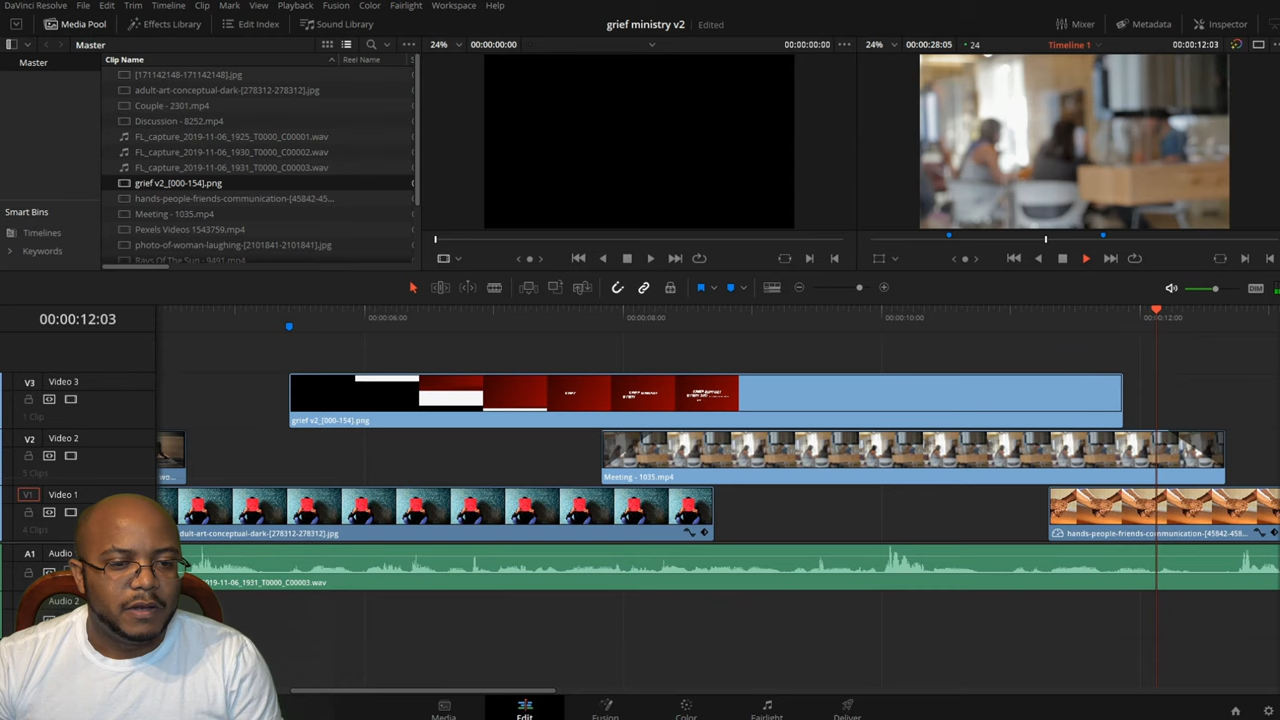 DaVinci Resolve File Edit Trim Timeline Clip Mark View Playback Fusion Color Fairlight Workspace Help
Media Pool Effects Library Edit Index Sound Library grief ministry v2 Edited Mixer Metadata Inspector
Master 24% 00:00:00:00 00:00:00:00 24% 00:00:28:05 24 Timeline 1 00:00:12:03
Master
Clip Name Reel Name
[171142148-171142148].jpg
adult-art-conceptual-dark-[278312-278312].jpg
Couple - 2301.mp4
Discussion - 8252.mp4
FL_capture_2019-11-06_1925_T0000_C00001.wav
FL_capture_2019-11-06_1930_T0000_C00002.wav
FL_capture_2019-11-06_1931_T0000_C00003.wav
grief v2_[000-154].png
hands-people-friends-communication-[45842-45...
Meeting - 1035.mp4
Pexels Videos 1543759.mp4
photo-of-woman-laughing-[2101841-2101841].jpg
Rays Of The Sun - 9491.mp4
Smart Bins
Timelines
Keywords
DIM
00:00:12:03
00:00:06:00 00:00:08:00 00:00:10:00 00:00:12:00
V3 Video 3
1 Clip
grief v2_[000-154].png
V2 Video 2
5 Clips
wo...
Meeting - 1035.mp4
V1 Video 1
4 Clips
adult-art-conceptual-dark-[278312-278312].jpg
hands-people-friends-communication-[45842-458...
A1 Audio
2019-11-06_1931_T0000_C00003.wav
Audio 2
Media Edit Fusion Color Fairlight Deliver